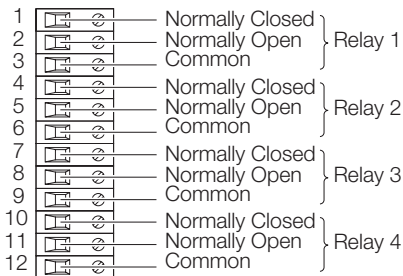 1 Normally Closed
2 Normally Open Relay 1
3 Common
4 Normally Closed
5 Normally Open Relay 2
6 Common
7 Normally Closed
8 Normally Open Relay 3
9 Common
10 Normally Closed
11 Normally Open Relay 4
12 Common